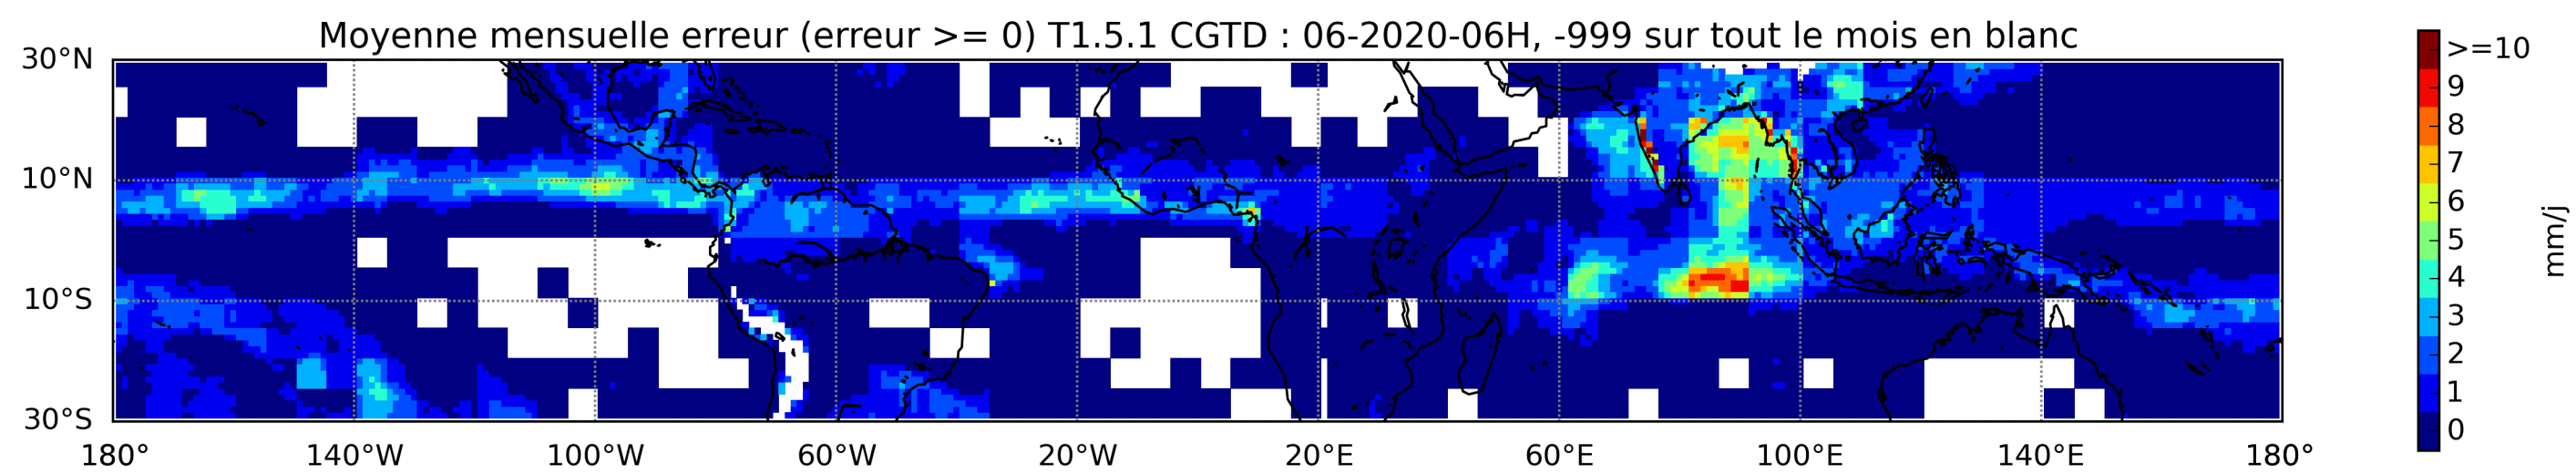 Moyenne mensuelle erreur (erreur >= 0) T1.5.1 CGTD : 06-2020-06H, -999 sur tout le mois en blanc
30°N
10°N
10°S
30°S
180° 140°W 100°W 60°W 20°W 20°E 60°E 100°E 140°E 180°
>=10
9
8
7
6
5
4
3
2
1
0
mm/j